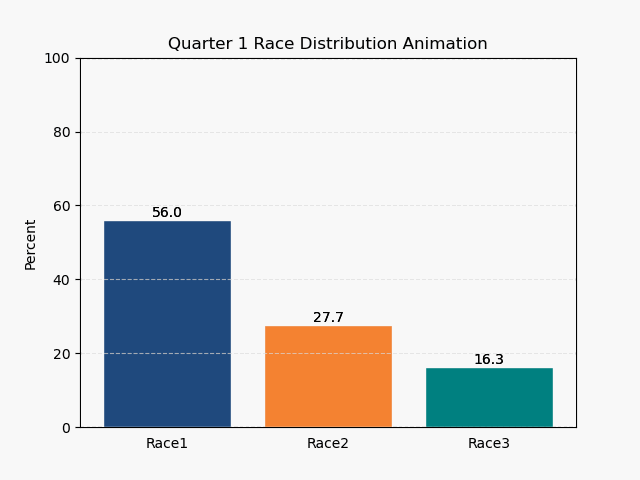 Quarter 1 Race Distribution Animation
100
80
60
40
20
0
Percent
56.0
27.7
16.3
Race1
Race2
Race3